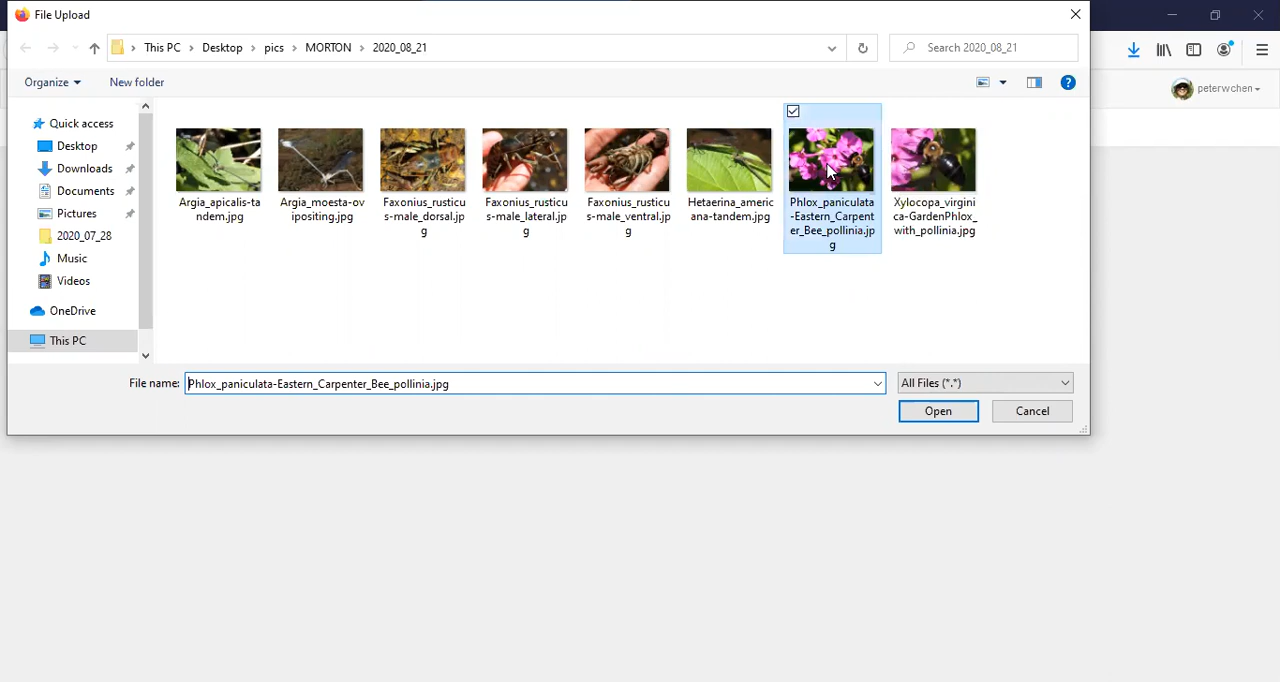 File Upload
This PC > Desktop > pics > MORTON > 2020_08_21
Search 2020_08_21
Organize
New folder
peterwchen
Quick access
Desktop
Downloads
Documents
Pictures
2020_07_28
Music
Videos
OneDrive
This PC
Argia_apicalis-ta
ndem.jpg
Argia_moesta-ov
ipositing.jpg
Faxonius_rusticu
s-male_dorsal.jp
g
Faxonius_rusticu
s-male_lateral.jp
g
Faxonius_rusticu
s-male_ventral.jp
g
Hetaerina_americ
ana-tandem.jpg
Phlox_paniculata
-Eastern_Carpent
er_Bee_pollinia.jp
g
Xylocopa_virgini
ca-GardenPhlox_
with_pollinia.jpg
File name: Phlox_paniculata-Eastern_Carpenter_Bee_pollinia.jpg
All Files (*.*)
Open
Cancel